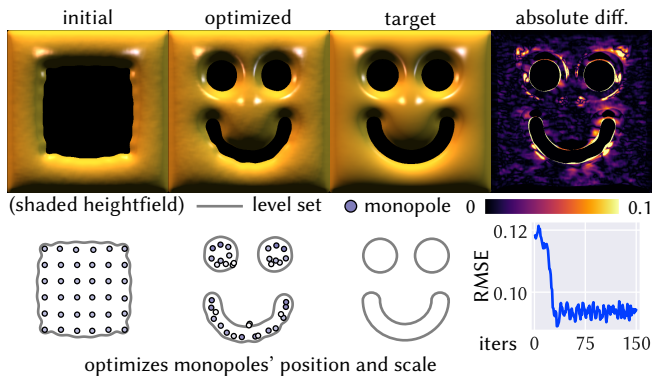 initial optimized target absolute diff.
(shaded heightfield) level set monopole 0 0.1
0.12
RMSE
0.10
iters 0 75 150
optimizes monopoles' position and scale